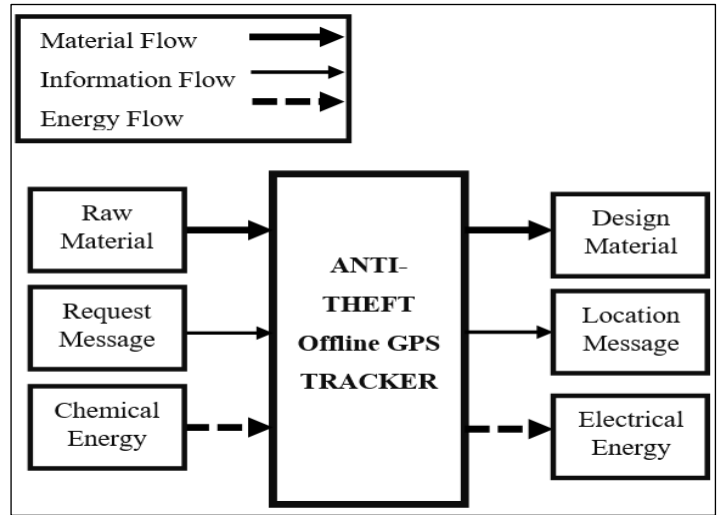 Material Flow
Information Flow
Energy Flow
Raw
Material
Request
Message
Chemical
Energy
ANTI-
THEFT
Offline GPS
TRACKER
Design
Material
Location
Message
Electrical
Energy